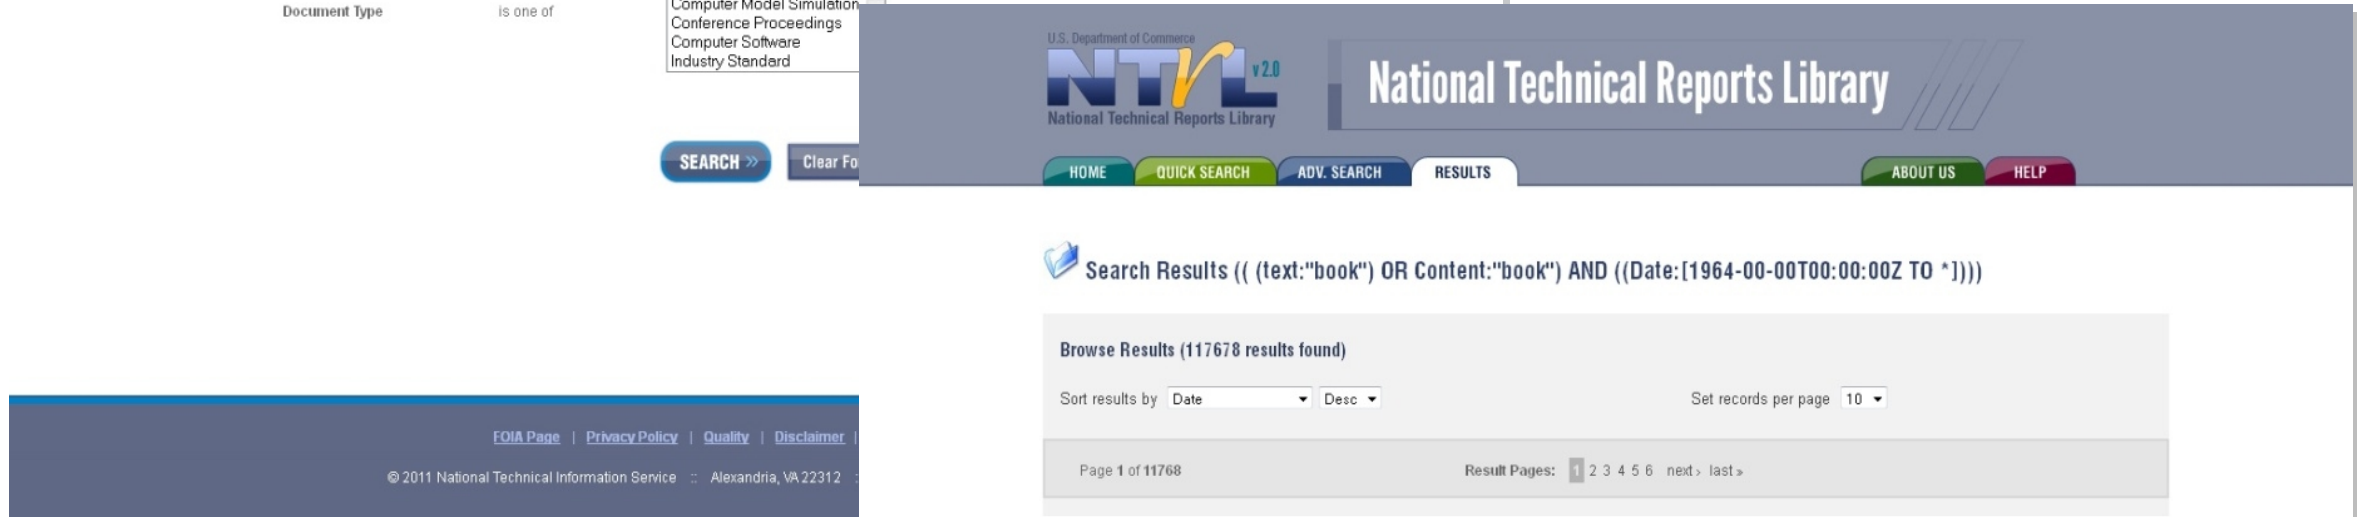 Computer Model Simulation
Document Type is one of
Conference Proceedings
Computer Software
Industry Standard
SEARCH »
Clear Fo
FOIA Page | Privacy Policy | Quality | Disclaimer |
© 2011 National Technical Information Service :: Alexandria, VA 22312 :
U.S. Department of Commerce
NTRL v 2.0
National Technical Reports Library
National Technical Reports Library
HOME QUICK SEARCH ADV. SEARCH RESULTS ABOUT US HELP
Search Results (( (text:"book") OR Content:"book") AND ((Date:[1964-00-00T00:00:00Z TO *])))
Browse Results (117678 results found)
Sort results by Date Desc Set records per page 10
Page 1 of 11768 Result Pages: 1 2 3 4 5 6 next › last »